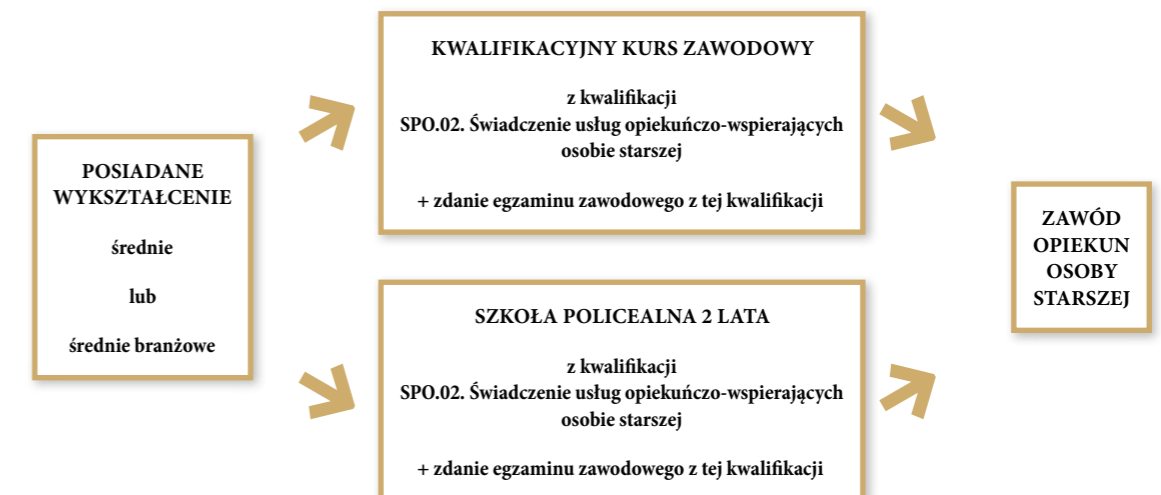 POSIADANE
WYKSZTAŁCENIE
średnie
lub
średnie branżowe
KWALIFIKACYJNY KURS ZAWODOWY
z kwalifikacji
SPO.02. Świadczenie usług opiekuńczo-wspierających
osobie starszej
+ zdanie egzaminu zawodowego z tej kwalifikacji
SZKOŁA POLICEALNA 2 LATA
z kwalifikacji
SPO.02. Świadczenie usług opiekuńczo-wspierających
osobie starszej
+ zdanie egzaminu zawodowego z tej kwalifikacji
ZAWÓD
OPIEKUN
OSOBY
STARSZEJ